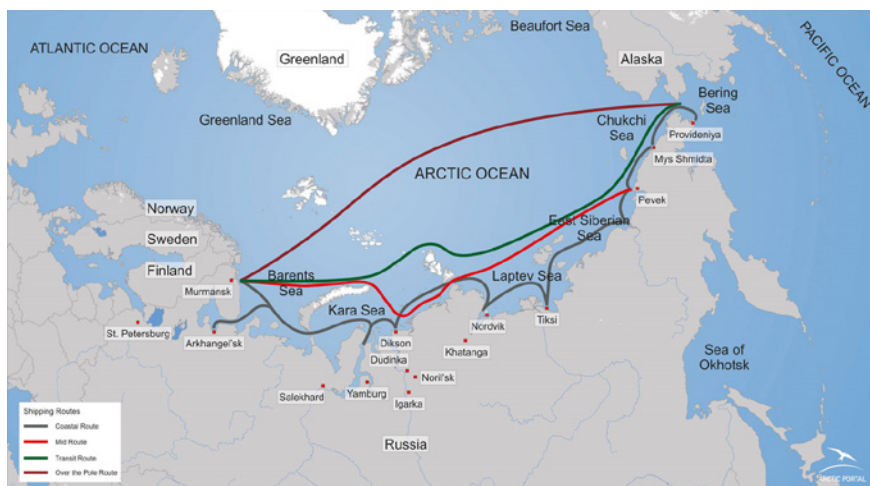 Beaufort Sea
ATLANTIC OCEAN
Greenland
Alaska
PACIFIC OCEAN
Bering
Sea
Greenland Sea
Chukchi
Sea
Provideniya
Mys Shmidta
ARCTIC OCEAN
Pevek
Norway
East Siberian
Sea
Sweden
Finland
Barents
Sea
Laptev Sea
Murmansk
Kara Sea
Tiksi
Nordvik
St. Petersburg
Arkhangel'sk
Dikson
Khatanga
Sea of
Okhotsk
Dudinka
Noril'sk
Salekhard
Yamburg
Igarka
Russia
Shipping Routes
Coastal Route
Mid Route
Transit Route
Over the Pole Route
ARCTIC PORTAL